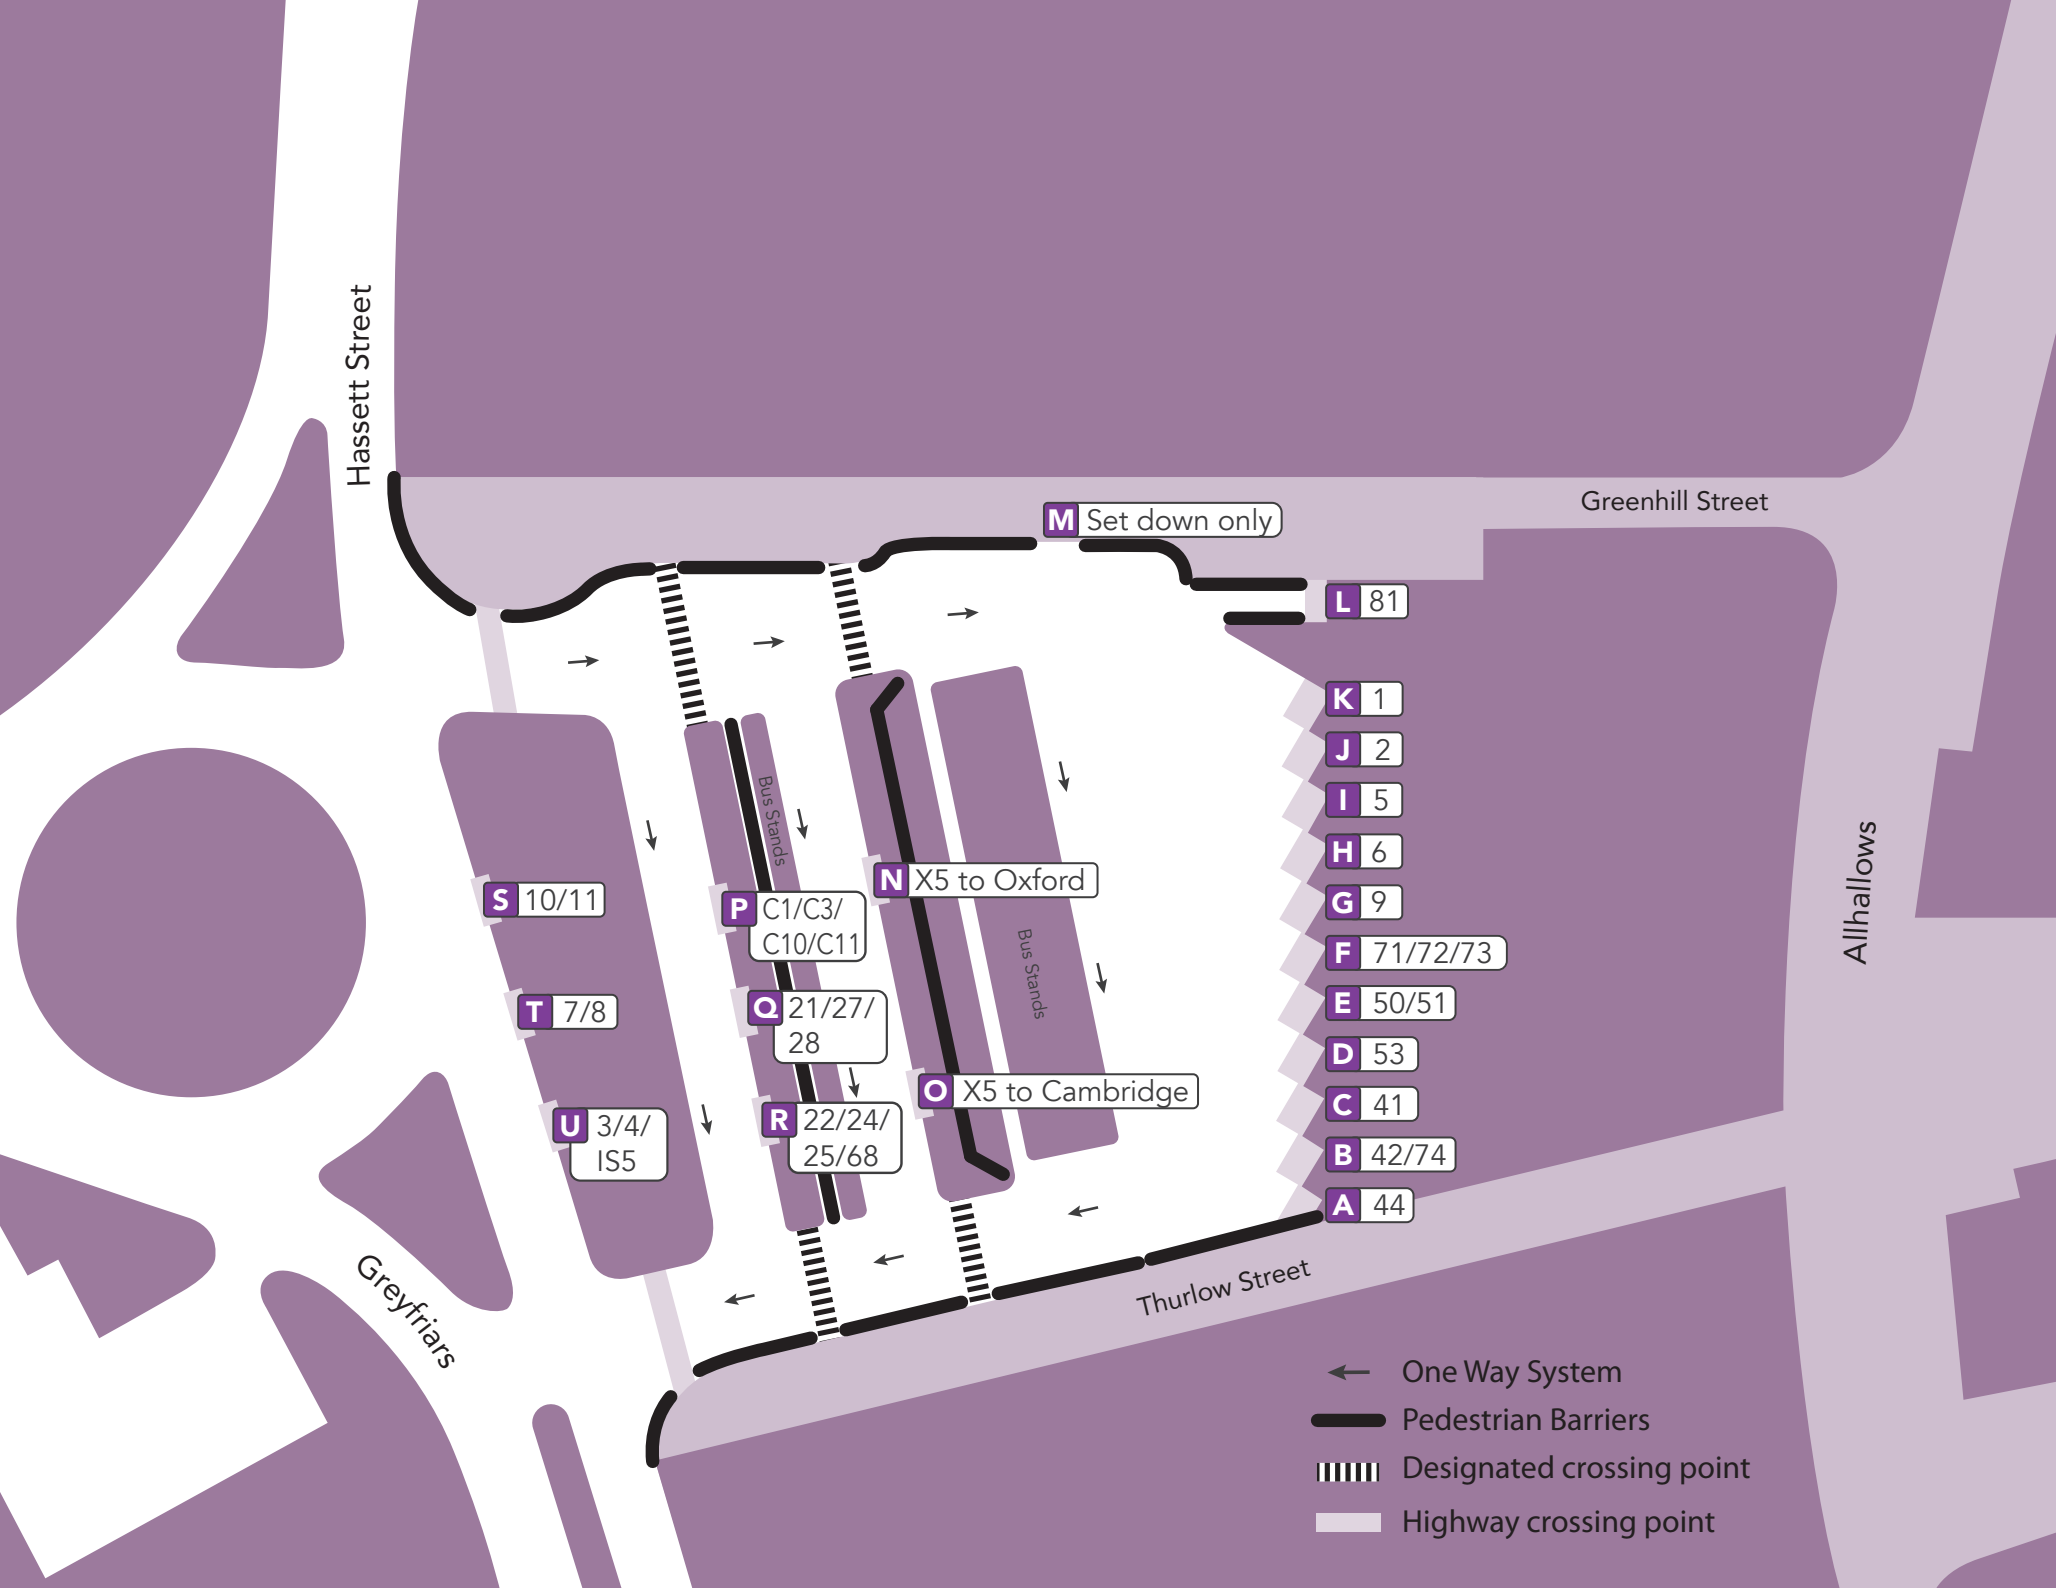 Hassett Street
Greenhill Street
M Set down only
L 81
K 1
J 2
I 5
H 6
G 9
F 71/72/73
E 50/51
D 53
C 41
B 42/74
A 44
Bus Stands
N X5 to Oxford
S 10/11
P C1/C3/
C10/C11
Bus Stands
T 7/8
Q 21/27/
28
O X5 to Cambridge
U 3/4/
IS5
R 22/24/
25/68
Allhallows
Greyfriars
Thurlow Street
One Way System
Pedestrian Barriers
Designated crossing point
Highway crossing point